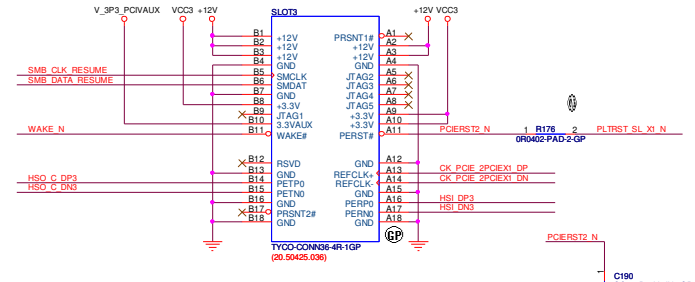 V_3P3_PCIVAUX VCC3 +12V
SLOT3
+12V VCC3
B1 +12V PRSNT1# A1
B2 +12V +12V A2
B3 +12V +12V A3
B4 GND GND A4
SMB_CLK_RESUME B5 SMCLK JTAG2 A5
SMB_DATA_RESUME B6 SMDAT JTAG3 A6
B7 GND JTAG4 A7
B8 +3.3V JTAG5 A8
B9 JTAG1 +3.3V A9
B10 3.3VAUX +3.3V A10
WAKE_N B11 WAKE# PERST# A11 PCIERST2_N 1 R176 2 PLTRST_SL_X1_N
0R0402-PAD-2-GP
B12 RSVD GND A12
B13 GND REFCLK+ A13 CK_PCIE_2PCIEX1_DP
HSO_C_DP3 B14 PETP0 REFCLK- A14 CK_PCIE_2PCIEX1_DN
HSO_C_DN3 B15 PETN0 GND A15
B16 GND PERP0 A16 HSI_DP3
B17 PRSNT2# PERN0 A17 HSI_DN3
B18 GND GND A18
GP
TYCO-CONN36-4R-1GP
(20.50425.036)
PCIERST2_N
1
C190